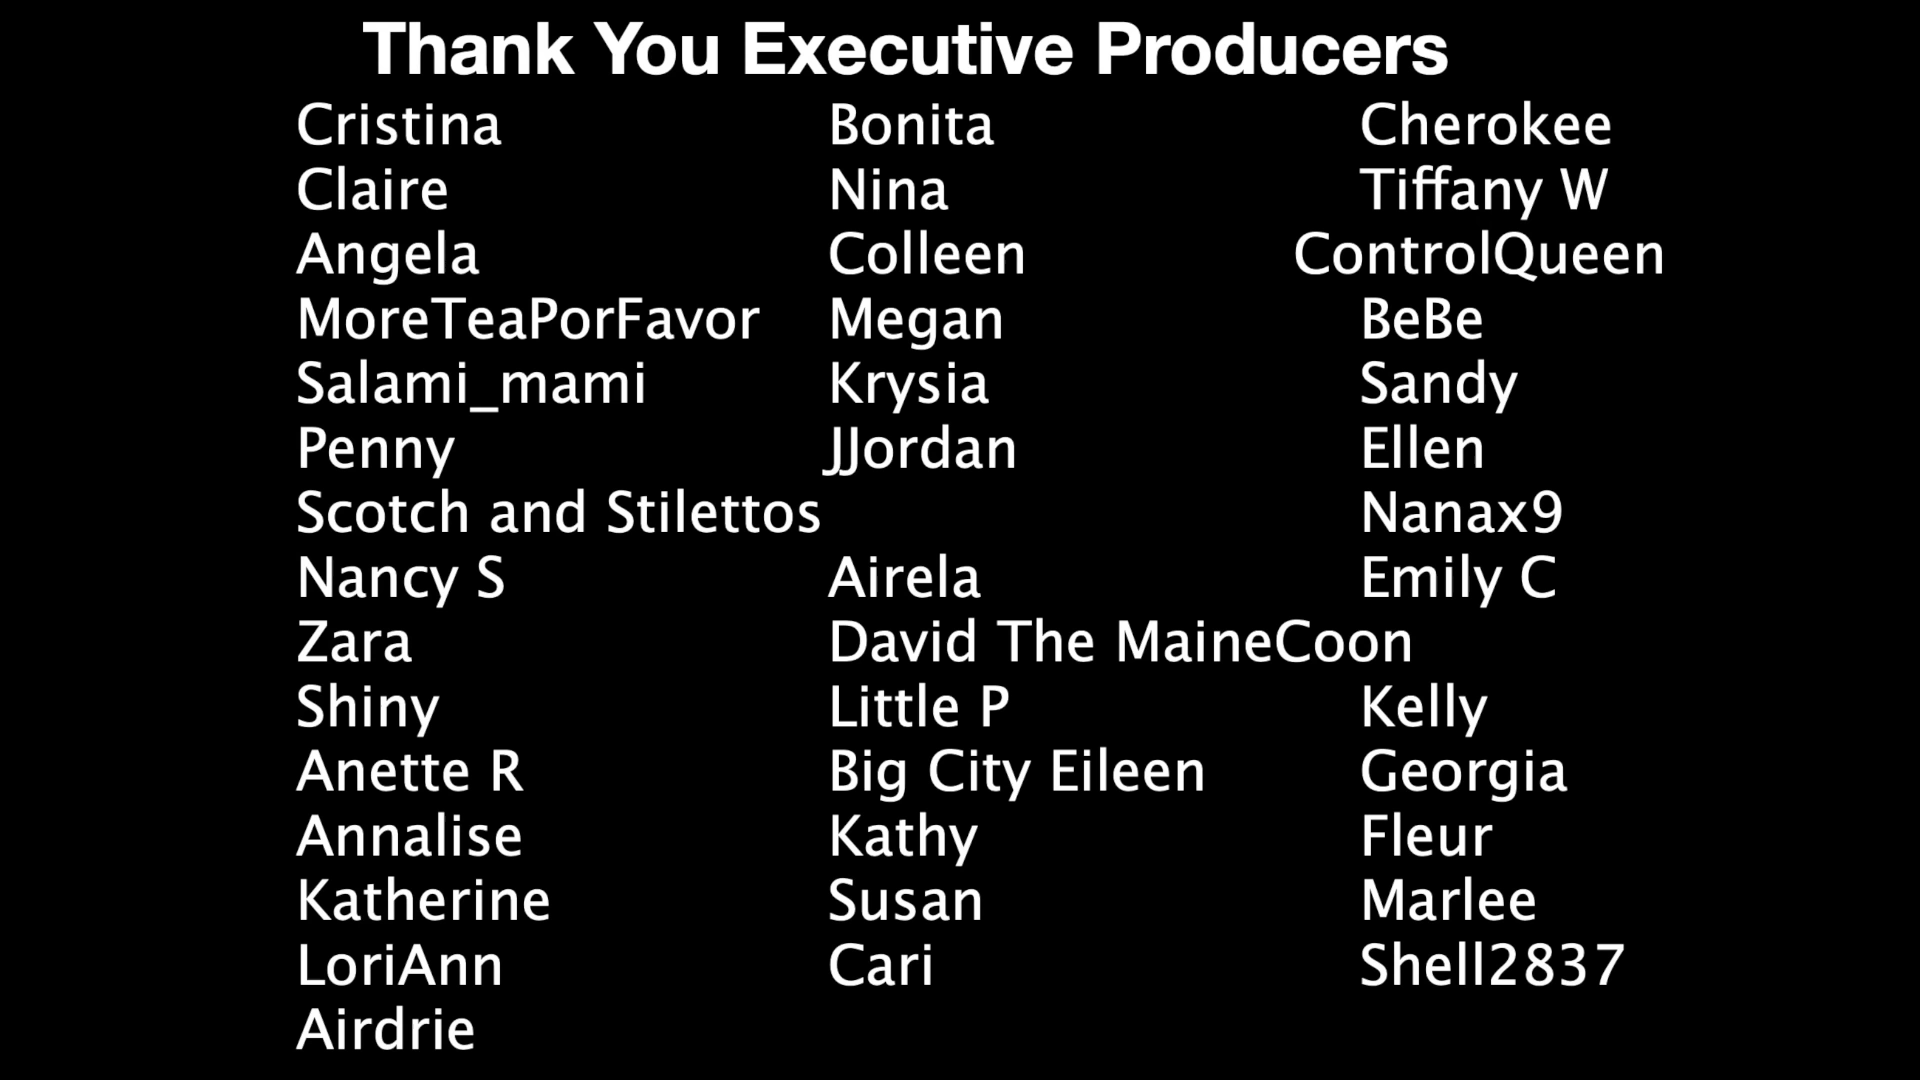 Thank You Executive Producers
Cristina Bonita Cherokee
Claire Nina Tiffany W
Angela Colleen ControlQueen
MoreTeaPorFavor Megan BeBe
Salami_mami Krysia Sandy
Penny JJordan Ellen
Scotch and Stilettos Nanax9
Nancy S Airela Emily C
Zara David The MaineCoon
Shiny Little P Kelly
Anette R Big City Eileen Georgia
Annalise Kathy Fleur
Katherine Susan Marlee
LoriAnn Cari Shell2837
Airdrie